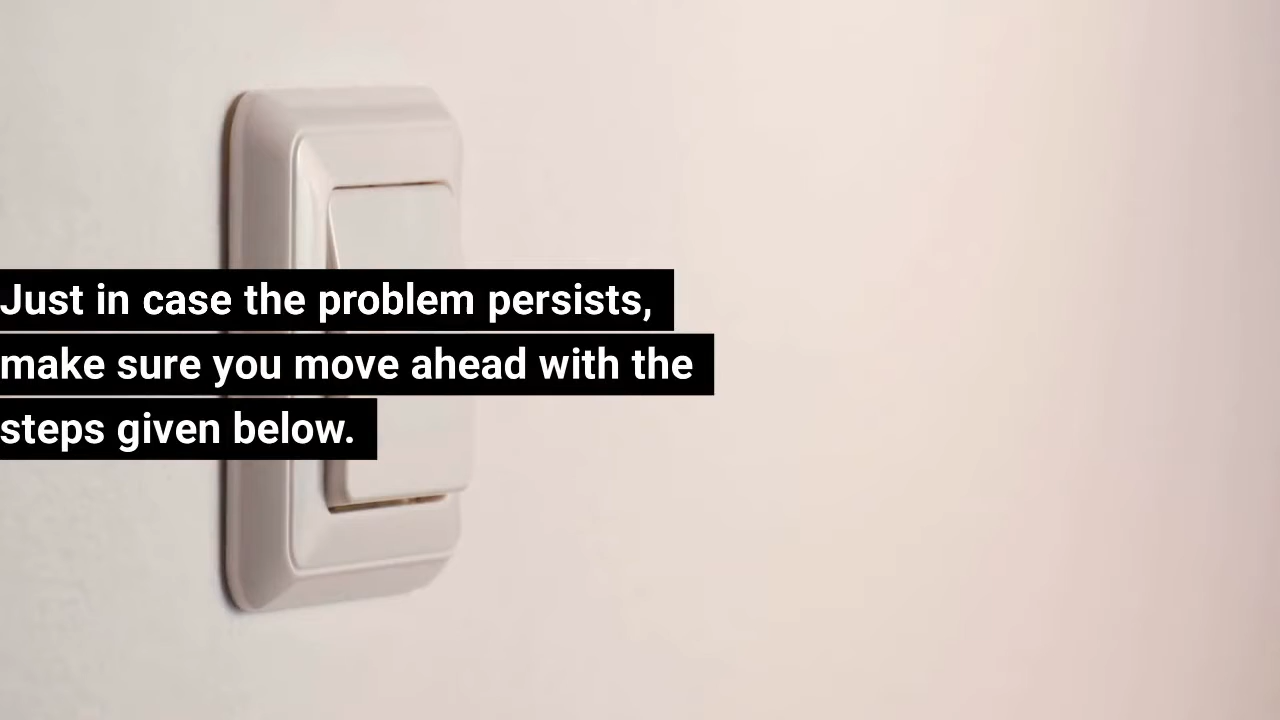 Just in case the problem persists,
make sure you move ahead with the
steps given below.